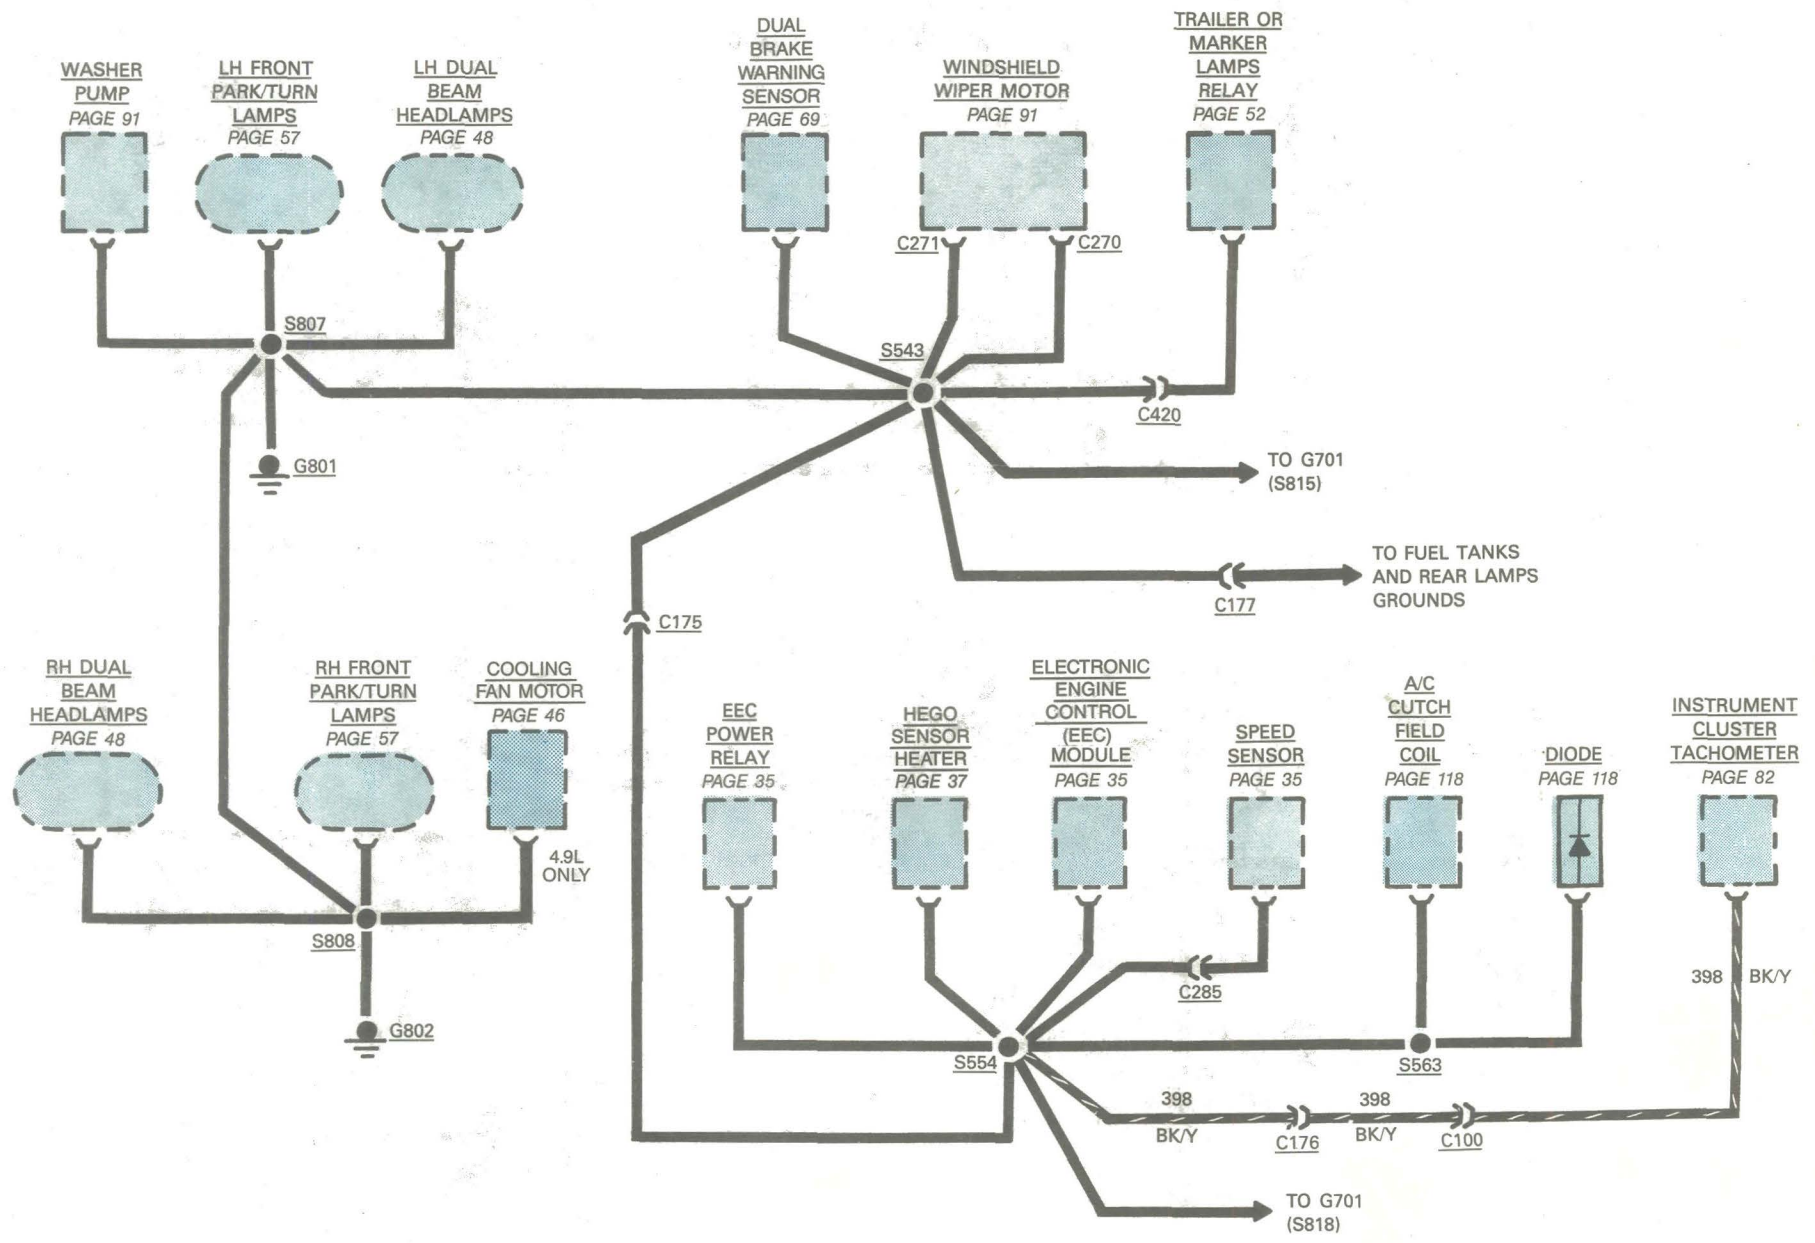 WASHER
PUMP
PAGE 91
LH FRONT
PARK/TURN
LAMPS
PAGE 57
LH DUAL
BEAM
HEADLAMPS
PAGE 48
DUAL
BRAKE
WARNING
SENSOR
PAGE 69
WINDSHIELD
WIPER MOTOR
PAGE 91
TRAILER OR
MARKER
LAMPS
RELAY
PAGE 52
C271
C270
S807
S543
C420
G801
TO G701
(S815)
TO FUEL TANKS
AND REAR LAMPS
GROUNDS
C177
C175
RH DUAL
BEAM
HEADLAMPS
PAGE 48
RH FRONT
PARK/TURN
LAMPS
PAGE 57
COOLING
FAN MOTOR
PAGE 46
4.9L
ONLY
S808
G802
EEC
POWER
RELAY
PAGE 35
HEGO
SENSOR
HEATER
PAGE 37
ELECTRONIC
ENGINE
CONTROL
(EEC)
MODULE
PAGE 35
SPEED
SENSOR
PAGE 35
A/C
CUTCH
FIELD
COIL
PAGE 118
DIODE
PAGE 118
INSTRUMENT
CLUSTER
TACHOMETER
PAGE 82
398 BK/Y
C285
S554
S563
398
BK/Y
C176
398
BK/Y
C100
TO G701
(S818)